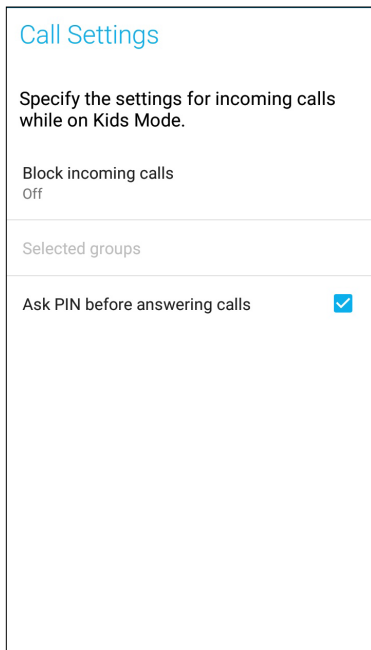 Call Settings
Specify the settings for incoming calls
while on Kids Mode.
Block incoming calls
Off
Selected groups
Ask PIN before answering calls